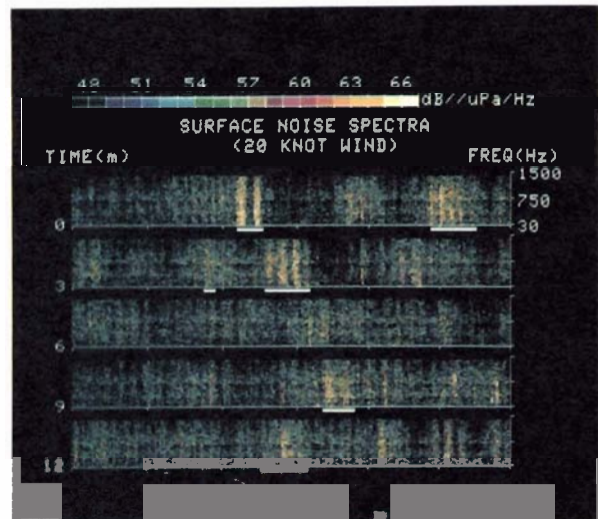 48 51 54 57 60 63 66
dB//uPa/Hz
SURFACE NOISE SPECTRA
(20 KNOT WIND)
TIME(m) FREQ(Hz)
1500
750
0 30
3
6
9
12